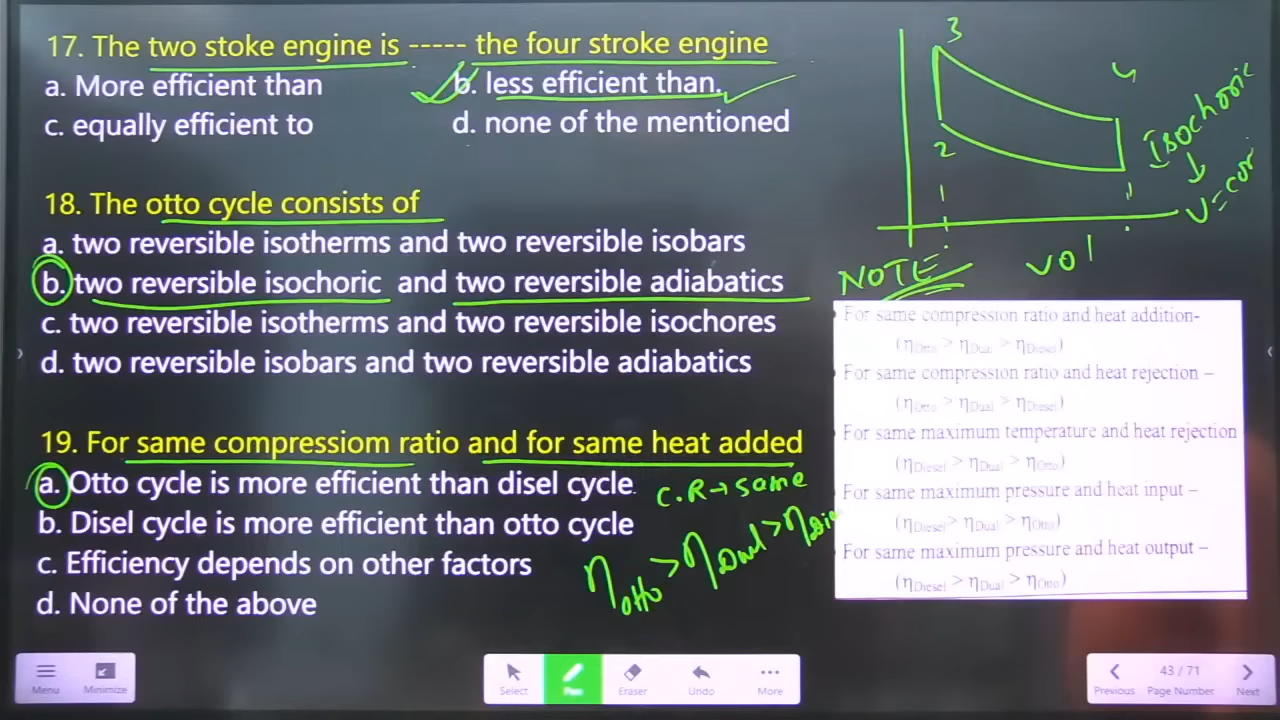 17. The two stoke engine is ----- the four stroke engine
a. More efficient than
b. less efficient than.
c. equally efficient to
d. none of the mentioned
18. The otto cycle consists of
a. two reversible isotherms and two reversible isobars
b. two reversible isochoric and two reversible adiabatics
c. two reversible isotherms and two reversible isochores
d. two reversible isobars and two reversible adiabatics
19. For same compressiom ratio and for same heat added
a. Otto cycle is more efficient than disel cycle.
b. Disel cycle is more efficient than otto cycle
c. Efficiency depends on other factors
d. None of the above
C.R → same
η otto > η Dual > η
3
4
2
1
1
Isochoric
↓
vol
NOTE
For same compression ratio and heat addition-
(ηOtto > ηDual > ηDiesel)
For same compression ratio and heat rejection –
(ηOtto > ηDual > ηDiesel)
For same maximum temperature and heat rejection
(ηDiesel > ηDual > ηOtto)
For same maximum pressure and heat input –
(ηDiesel > ηDual > ηOtto)
For same maximum pressure and heat output –
(ηDiesel > ηDual > ηOtto)
Menu
Minimize
Select
Pen
Eraser
Undo
More
Previous
43 / 71
Page Number
Next